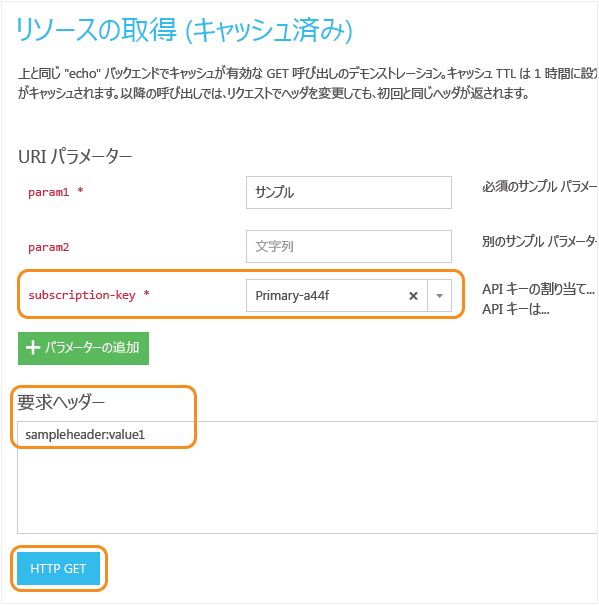 リソースの取得 (キャッシュ済み)
上と同じ "echo" バックエンドでキャッシュが有効な GET 呼び出しのデモンストレーション。キャッシュ TTL は 1 時間に設定
がキャッシュされます。以降の呼び出しでは、リクエストでヘッダを変更しても、初回と同じヘッダが返されます。
URI パラメーター
param1 * サンプル 必須のサンプル パラメー
param2 文字列 別のサンプル パラメーター
subscription-key * Primary-a44f × API キーの割り当て...
API キーは...
+ パラメーターの追加
要求ヘッダー
sampleheader:value1
HTTP GET